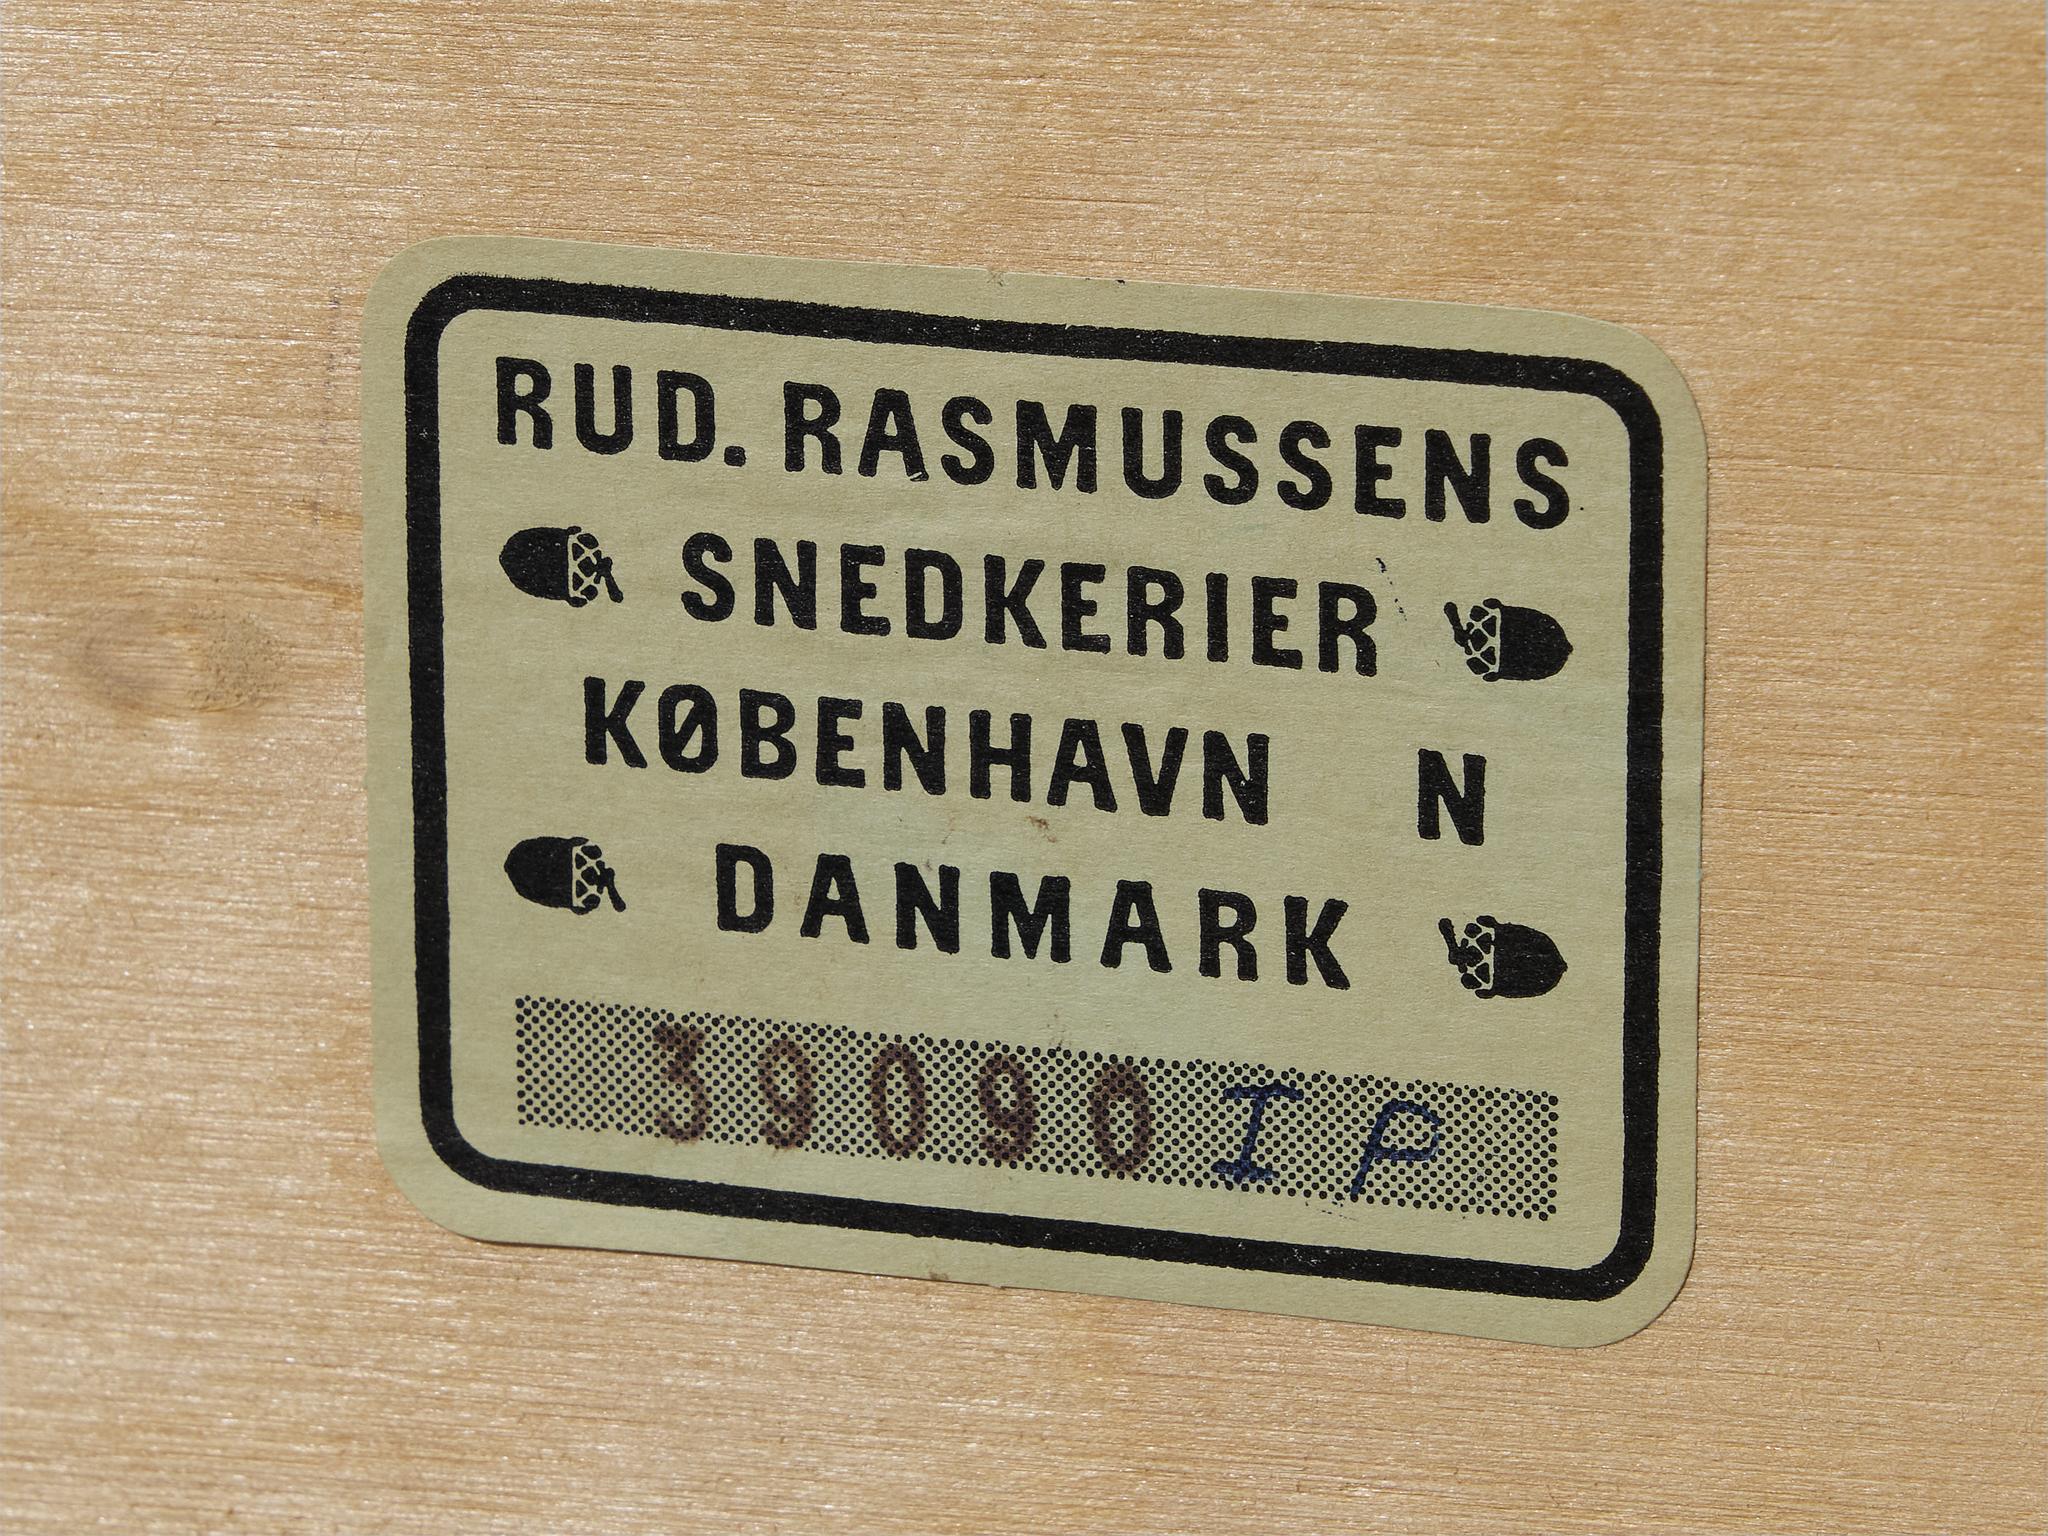 RUD. RASMUSSENS
SNEDKERIER
KØBENHAVN N
DANMARK
39090 IP